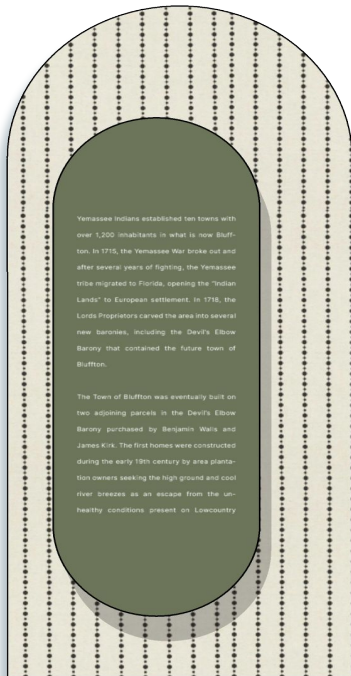 Yemassee Indians established ten towns with
over 1,200 inhabitants in what is now Bluff-
ton. In 1715, the Yemassee War broke out and
after several years of fighting, the Yemassee
tribe migrated to Florida, opening the "Indian
Lands" to European settlement. In 1718, the
Lords Proprietors carved the area into several
new baronies, including the Devil's Elbow
Barony that contained the future town of
Bluffton.
The Town of Bluffton was eventually built on
two adjoining parcels in the Devil's Elbow
Barony purchased by Benjamin Walls and
James Kirk. The first homes were constructed
during the early 19th century by area planta-
tion owners seeking the high ground and cool
river breezes as an escape from the un-
healthy conditions present on Lowcountry